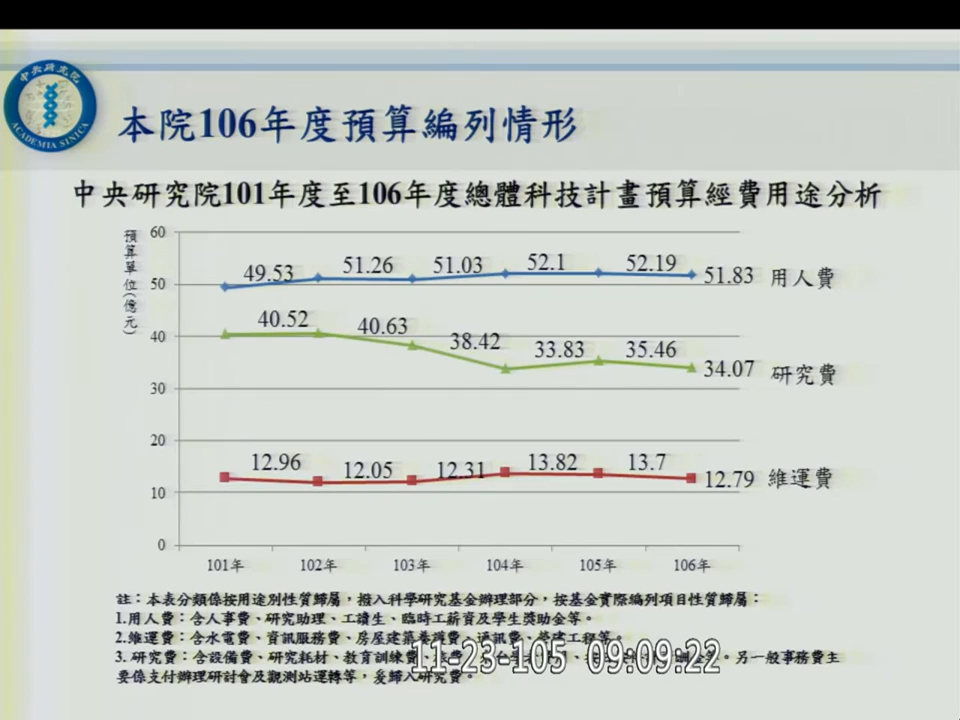 中央研究院
ACADEMIA SINICA
本院106年度預算編列情形
中央研究院101年度至106年度總體科技計畫預算經費用途分析
預算單位(億元)
60
50
40
30
20
10
0
49.53
51.26
51.03
52.1
52.19
51.83
用人費
40.52
40.63
38.42
33.83
35.46
34.07
研究費
12.96
12.05
12.31
13.82
13.7
12.79
維運費
101年
102年
103年
104年
105年
106年
註：本表分類係按用途別性質歸屬，撥入科學研究基金辦理部分，按基金實際編列項目性質歸屬：
1.用人費：含人事費、研究助理、工讀生、臨時工薪資及學生獎助金等。
2.維運費：含水電費、資訊服務費、房屋建築養護費、通訊費、營建工程等。
3.研究費：含設備費、研究耗材、教育訓練費 。另一般事務費主
要係支付辦理研討會及觀測站運轉等，爰歸入研究費。
11-23-105 09:09:22